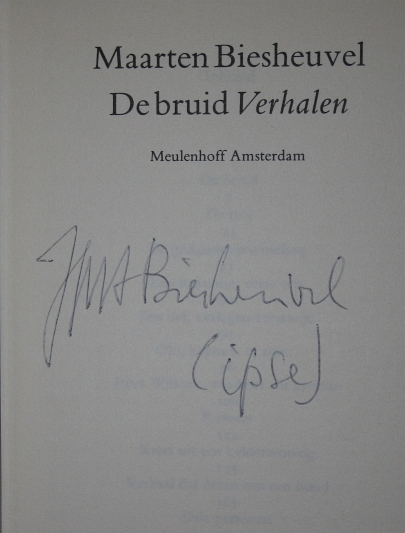 Maarten Biesheuvel
De bruid Verhalen
Meulenhoff Amsterdam
JMA Biesheuvel
(ipse)